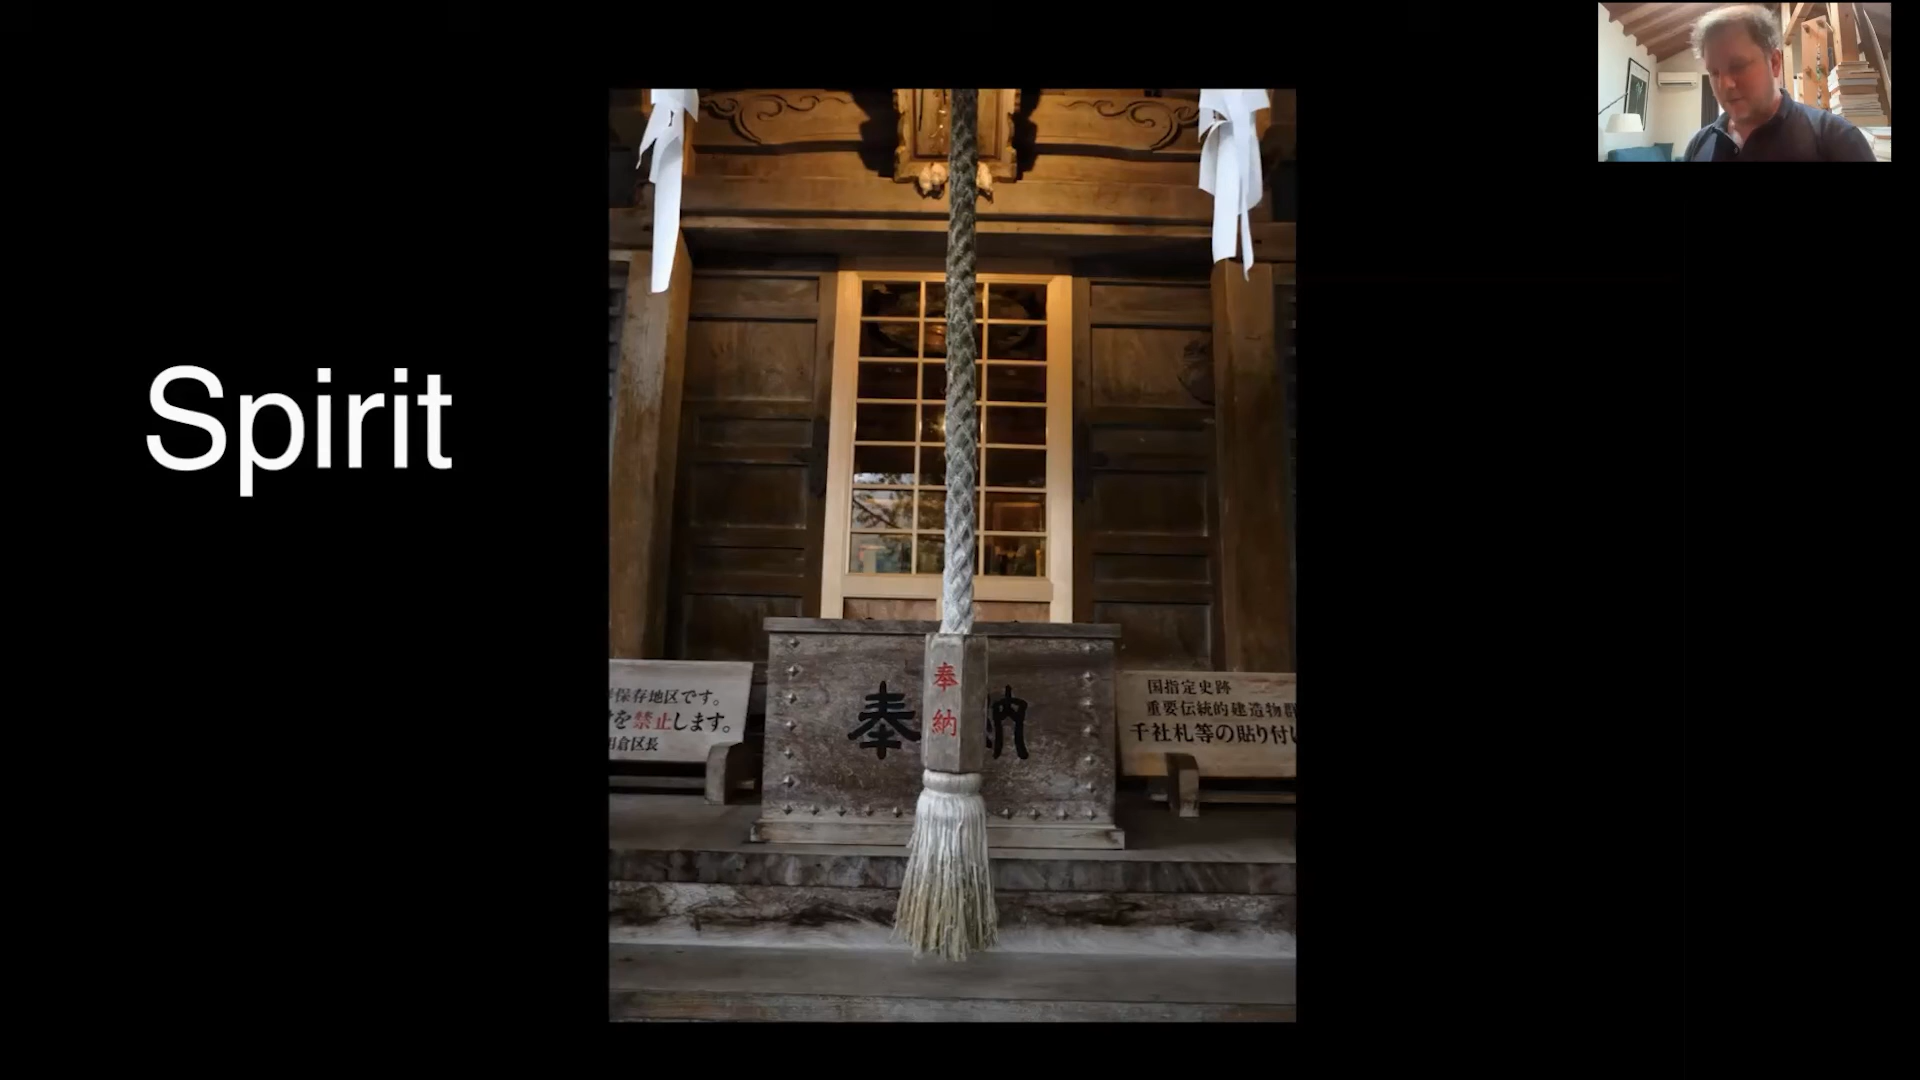 Spirit
奉
納
奉 納
保存地区です。
を禁止します。
倉区長
国指定史跡
重要伝統的建造物群
千社札等の貼り付け